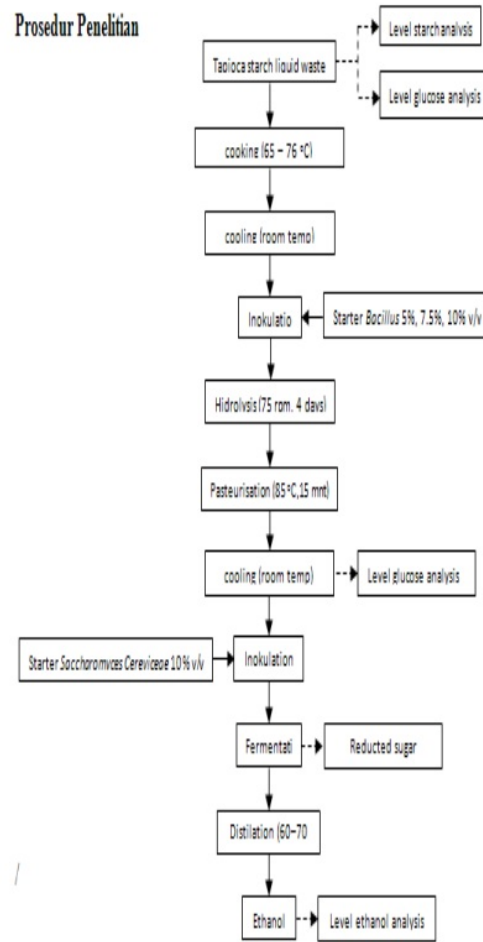 Prosedur Penelitian
Level starch analysis
Tapioca starch liquid waste
Level glucose analysis
cooking (65 – 76 °C)
cooling (room temp)
Inokulatio
Starter Bacillus 5%, 7.5%, 10% v/v
Hidrolysis (75 rpm. 4 days)
Pasteurisation (85 °C,15 mnt)
cooling (room temp)
Level glucose analysis
Starter Saccharomyces Cereviceae 10% v/v
Inokulation
Fermentati
Reducted sugar
Distilation (60–70
/
Ethanol
Level ethanol analysis